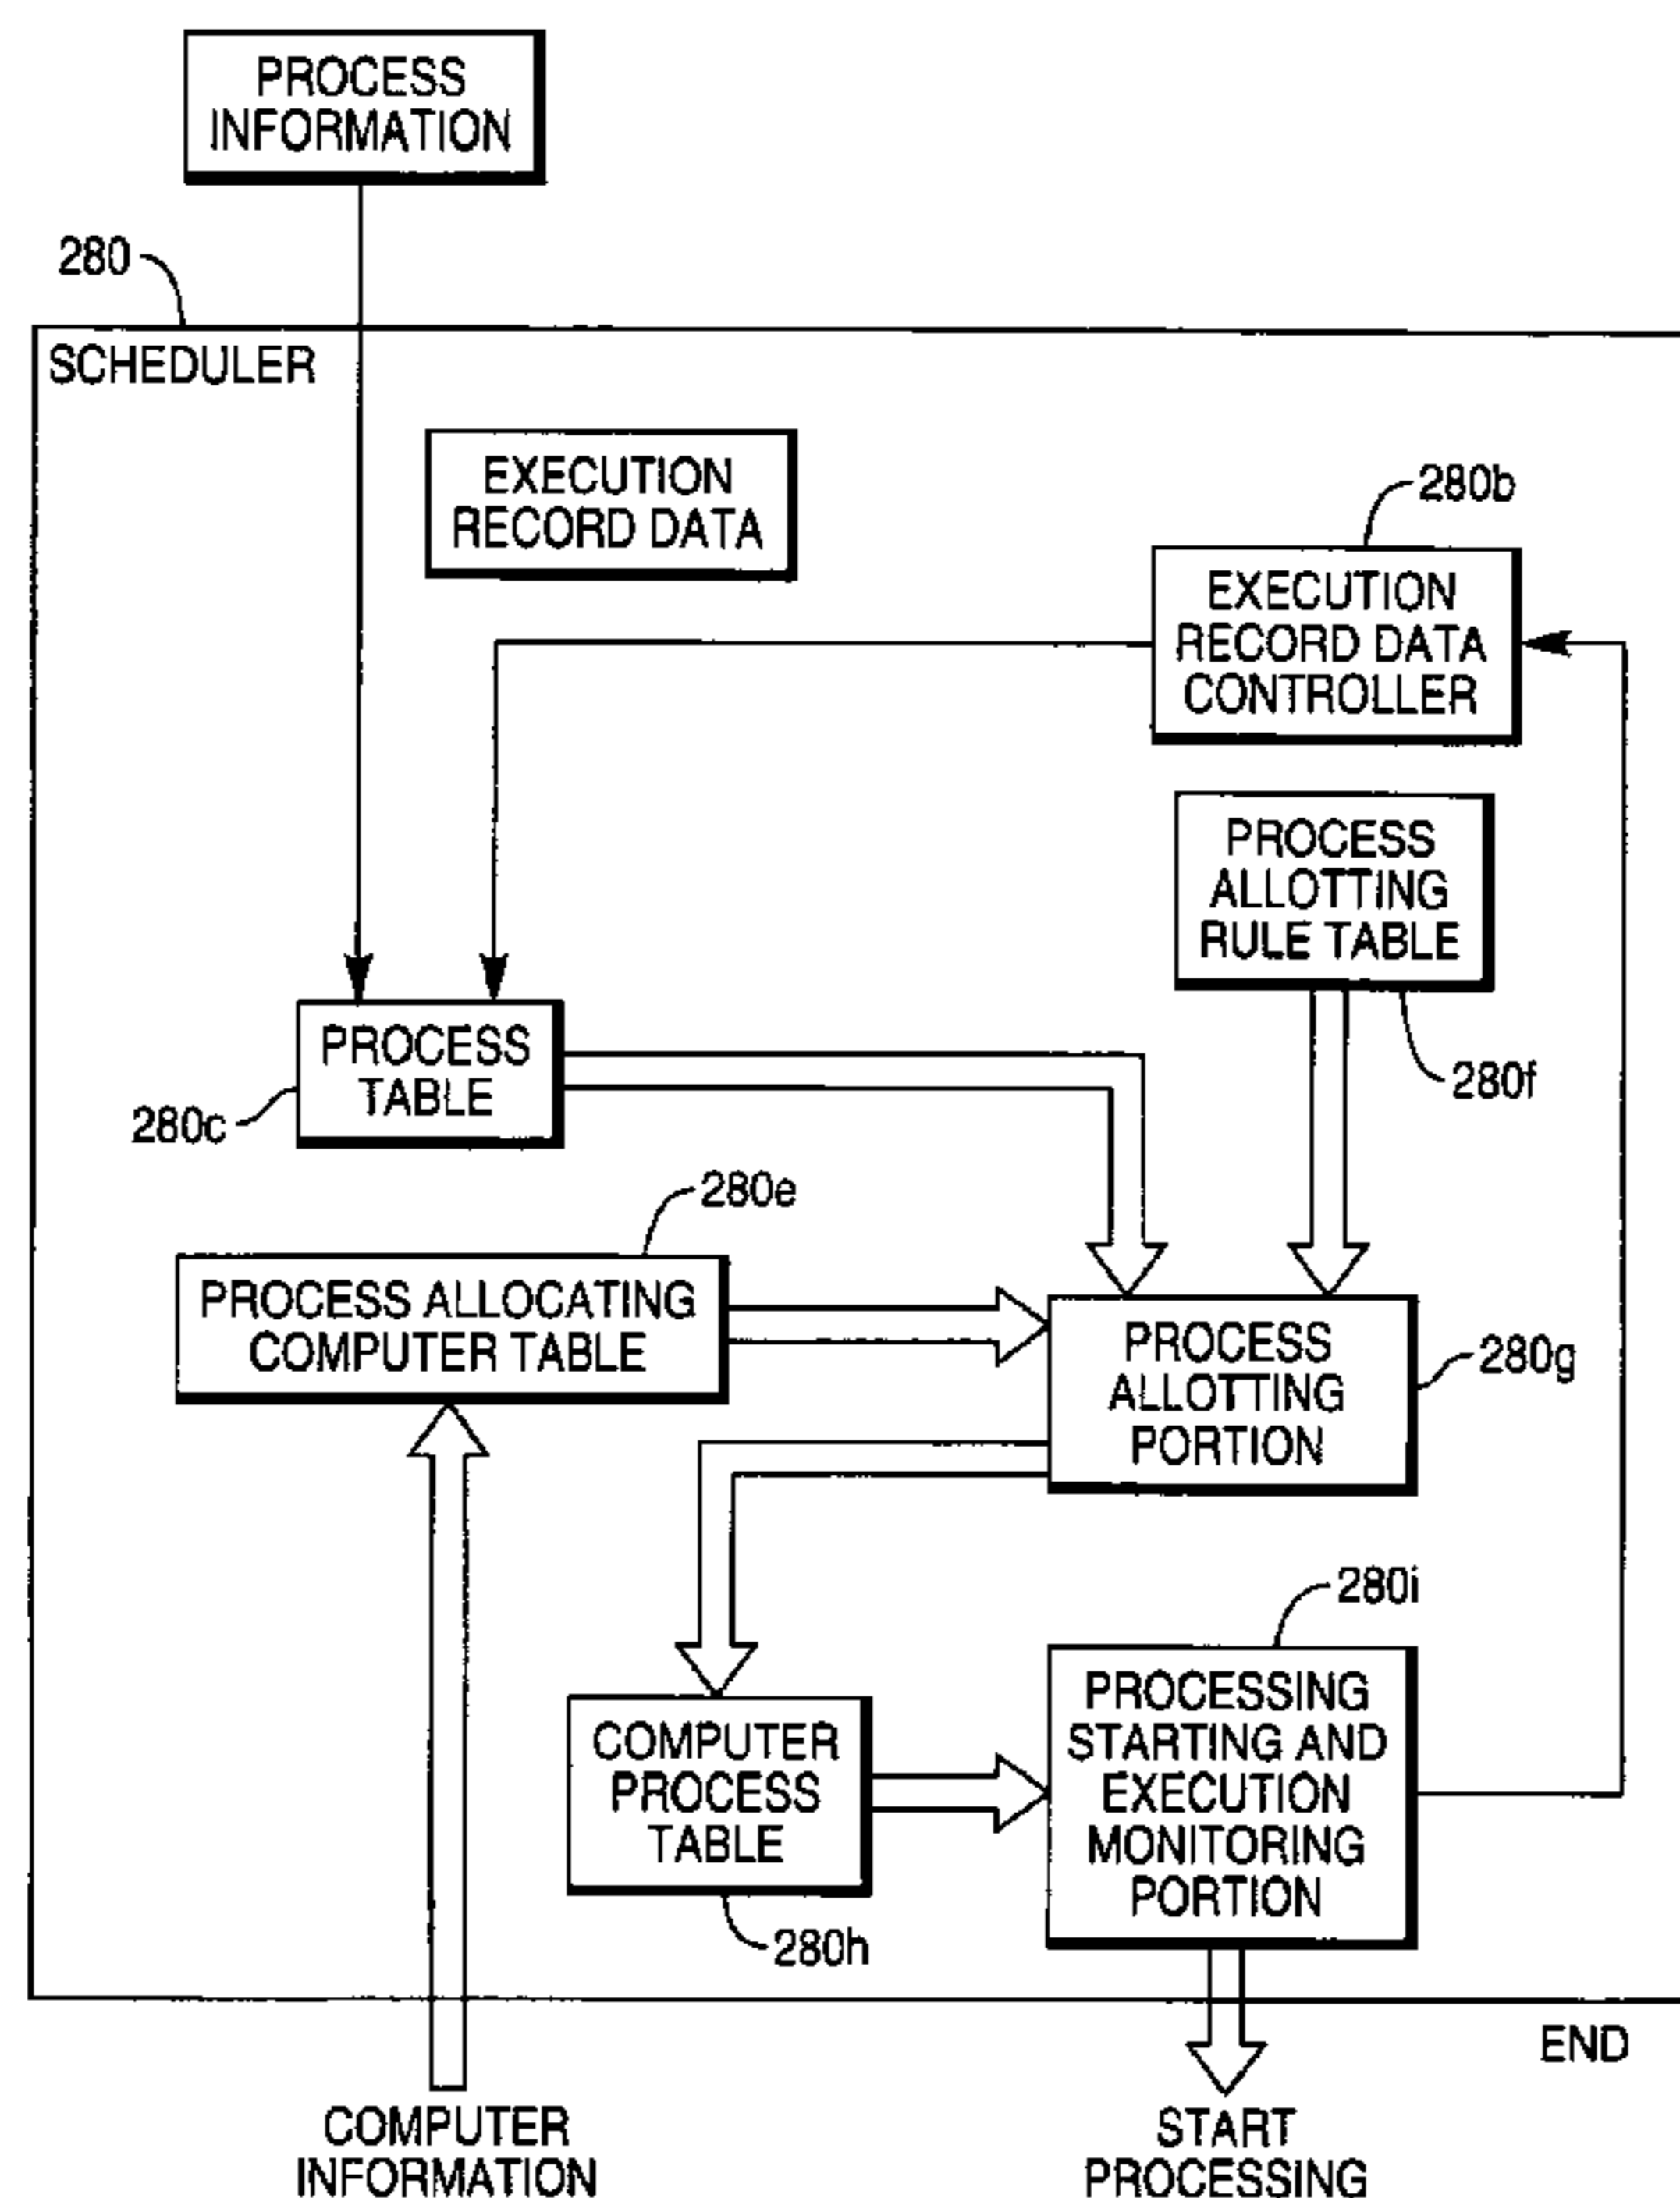 PROCESS
INFORMATION
280
SCHEDULER
EXECUTION
RECORD DATA
280b
EXECUTION
RECORD DATA
CONTROLLER
PROCESS
ALLOTTING
RULE TABLE
280f
PROCESS
TABLE
280c
280e
PROCESS ALLOCATING
COMPUTER TABLE
PROCESS
ALLOTTING
PORTION
280g
280i
COMPUTER
PROCESS
TABLE
280h
PROCESSING
STARTING AND
EXECUTION
MONITORING
PORTION
END
COMPUTER
INFORMATION
START
PROCESSING